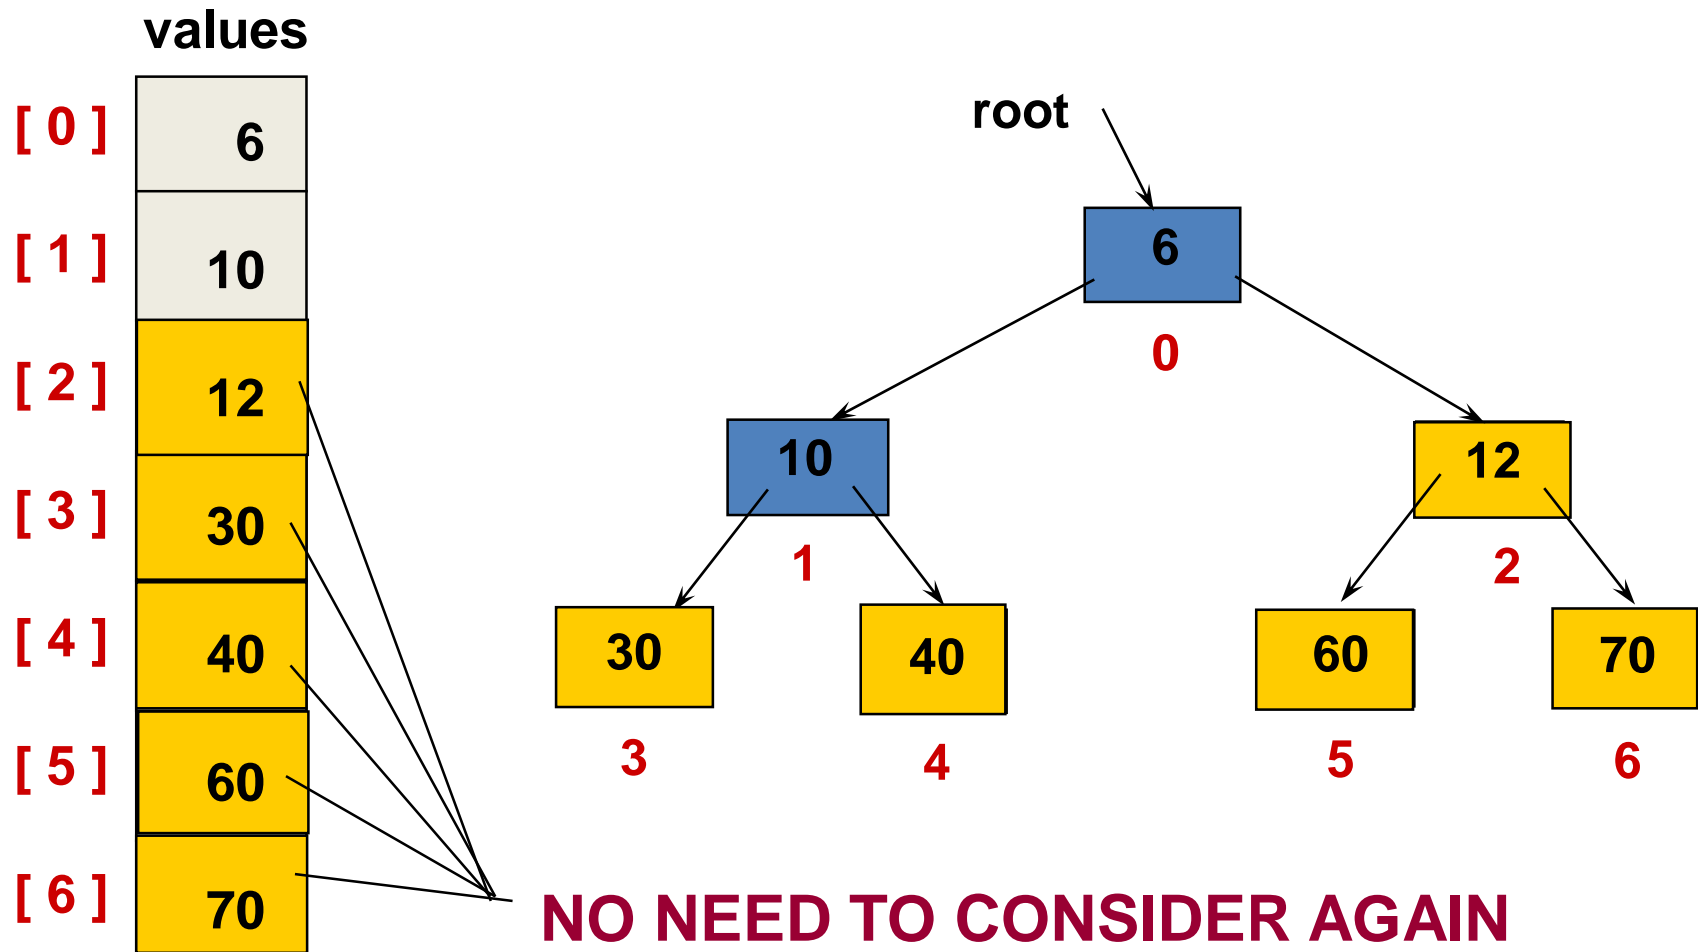 values
[ 0 ] 6
[ 1 ] 10
[ 2 ] 12
[ 3 ] 30
[ 4 ] 40
[ 5 ] 60
[ 6 ] 70
root
6
0
10 12
1 2
30 40 60 70
3 4 5 6
NO NEED TO CONSIDER AGAIN